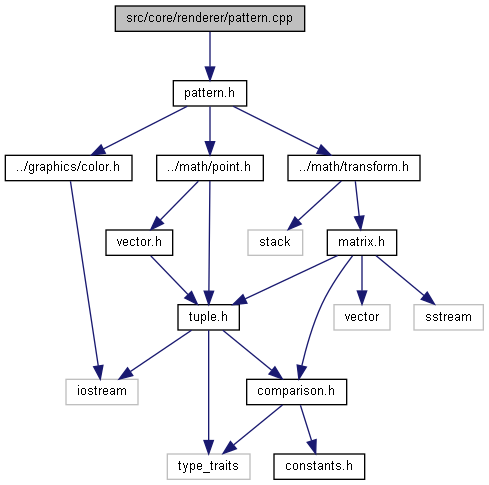 src/core/renderer/pattern.cpp
pattern.h
../graphics/color.h
../math/point.h
../math/transform.h
vector.h
stack
matrix.h
tuple.h
vector
sstream
iostream
comparison.h
type_traits
constants.h